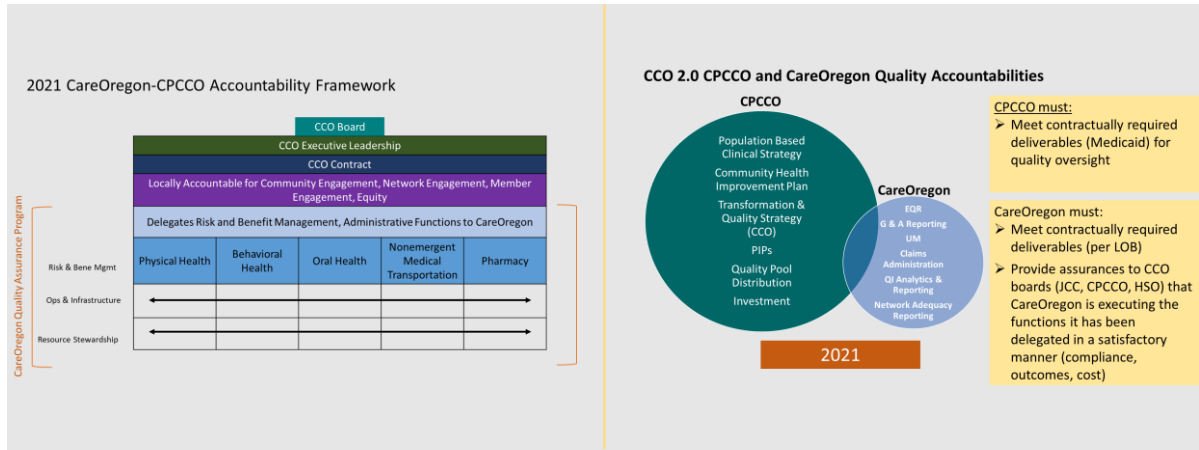 2021 CareOregon-CPCCO Accountability Framework
CCO Board
CCO Executive Leadership
CCO Contract
Locally Accountable for Community Engagement, Network Engagement, Member
Engagement, Equity
Delegates Risk and Benefit Management, Administrative Functions to CareOregon
CareOregon Quality Assurance Program
Risk & Bene Mgmt
Physical Health
Behavioral
Health
Oral Health
Nonemergent
Medical
Transportation
Pharmacy
Ops & Infrastructure
Resource Stewardship
CCO 2.0 CPCCO and CareOregon Quality Accountabilities
CPCCO
Population Based
Clinical Strategy
Community Health
Improvement Plan
Transformation &
Quality Strategy
(CCO)
PIPs
Quality Pool
Distribution
Investment
CareOregon
EQR
G & A Reporting
UM
Claims
Administration
QI Analytics &
Reporting
Network Adequacy
Reporting
2021
CPCCO must:
➢ Meet contractually required
deliverables (Medicaid) for
quality oversight
CareOregon must:
➢ Meet contractually required
deliverables (per LOB)
➢ Provide assurances to CCO
boards (JCC, CPCCO, HSO) that
CareOregon is executing the
functions it has been
delegated in a satisfactory
manner (compliance,
outcomes, cost)